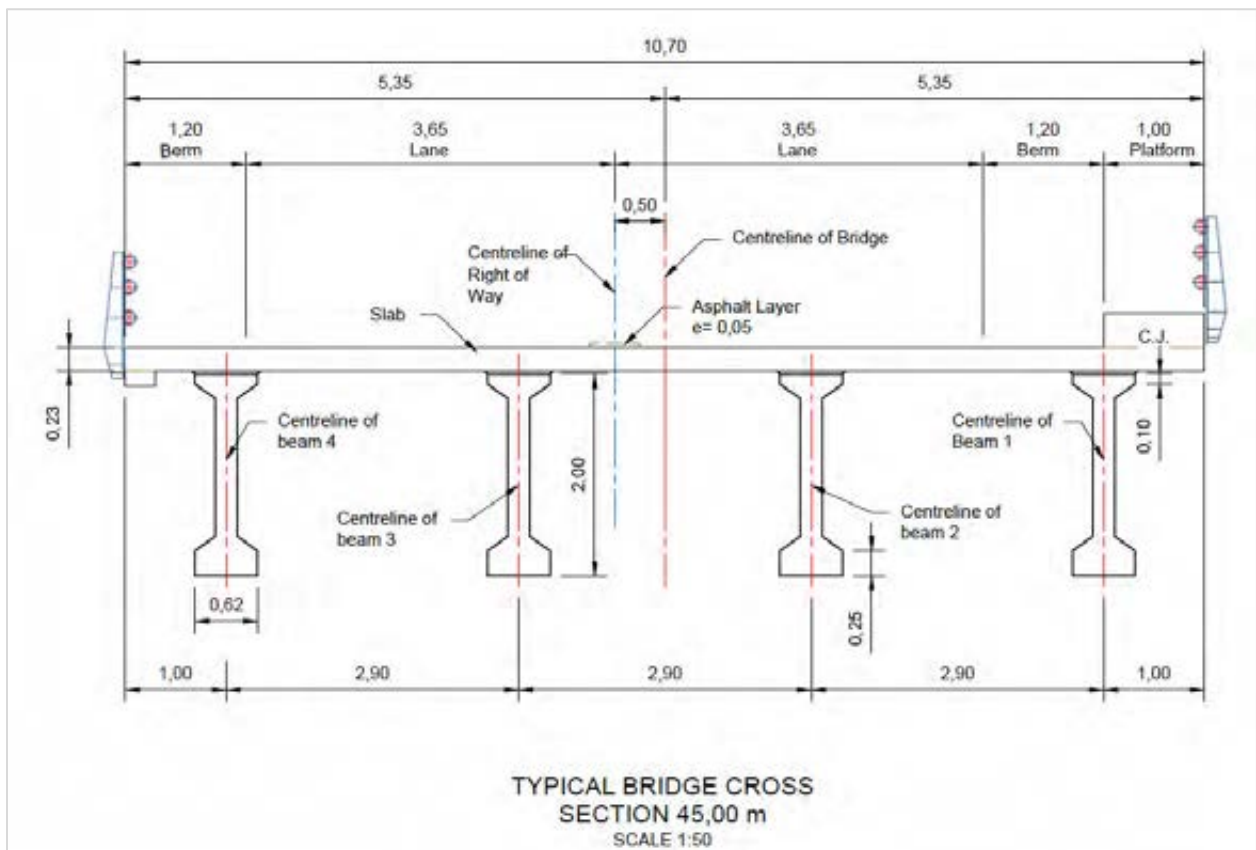 10,70
5,35
5,35
1,20
Berm
3,65
Lane
3,65
Lane
1,20
Berm
1,00
Platform
0,50
Centreline of
Right of
Way
Centreline of Bridge
Slab
Asphalt Layer
e= 0,05
C.J.
0,23
Centreline of
beam 4
Centreline of
beam 3
2,00
Centreline of
beam 2
Centreline of
Beam 1
0,10
0,62
0,25
1,00
2,90
2,90
2,90
1,00
TYPICAL BRIDGE CROSS
SECTION 45,00 m
SCALE 1:50